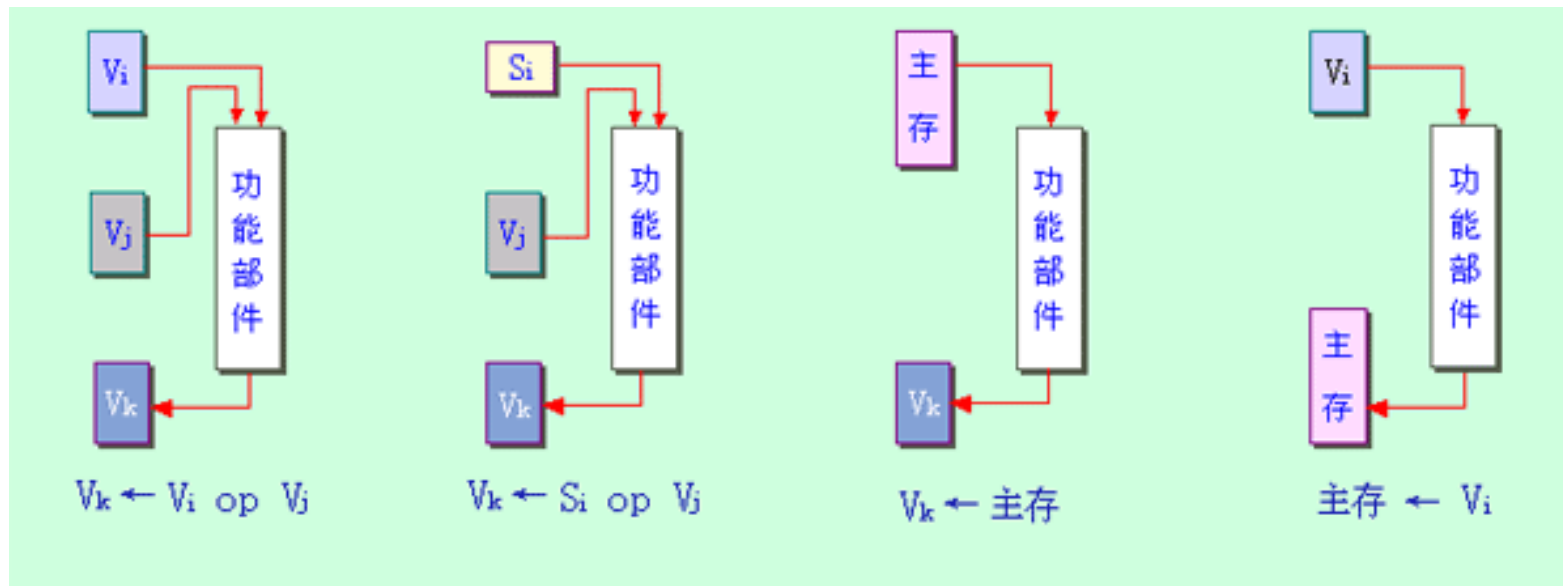 Vi
Vj
功能部件
Vk
Vk ← Vi op Vj
Si
Vj
功能部件
Vk
Vk ← Si op Vj
主存
功能部件
Vk
Vk ← 主存
Vi
功能部件
主存
主存 ← Vi